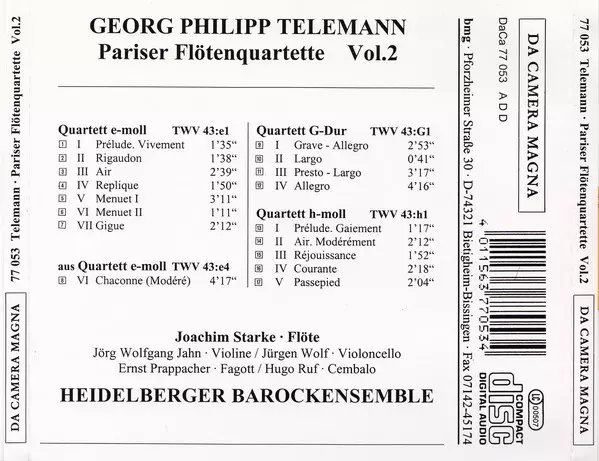 77 053 Telemann · Pariser Flötenquartette Vol.2
DA CAMERA MAGNA
GEORG PHILIPP TELEMANN
Pariser Flötenquartette Vol.2
Quartett e-moll TWV 43:e1
1 I Prélude. Vivement 1’35“
2 II Rigaudon 1’38“
3 III Air 2’39“
4 IV Replique 1’50“
5 V Menuet I 3’11“
6 VI Menuet II 1’11“
7 VII Gigue 2’12“
aus Quartett e-moll TWV 43:e4
8 VI Chaconne (Modéré) 4’17“
Quartett G-Dur TWV 43:G1
9 I Grave - Allegro 2’53“
10 II Largo 0’41“
11 III Presto - Largo 3’17“
12 IV Allegro 4’16“
Quartett h-moll TWV 43:h1
13 I Prélude. Gaiement 1’17“
14 II Air. Modérément 2’12“
15 III Réjouissance 1’52“
16 IV Courante 2’18“
17 V Passepied 2’04“
Joachim Starke · Flöte
Jörg Wolfgang Jahn · Violine / Jürgen Wolf · Violoncello
Ernst Prappacher · Fagott / Hugo Ruf · Cembalo
HEIDELBERGER BAROCKENSEMBLE
DA CAMERA MAGNA
DaCa 77 053 A D D
bmg · Pforzheimer Straße 30 · D-74321 Bietigheim-Bissingen · Fax 07142-45174
4 011563 770534
LC
00507
COMPACT
disc
DIGITAL AUDIO
77 053 Telemann · Pariser Flötenquartette Vol.2
DA CAMERA MAGNA